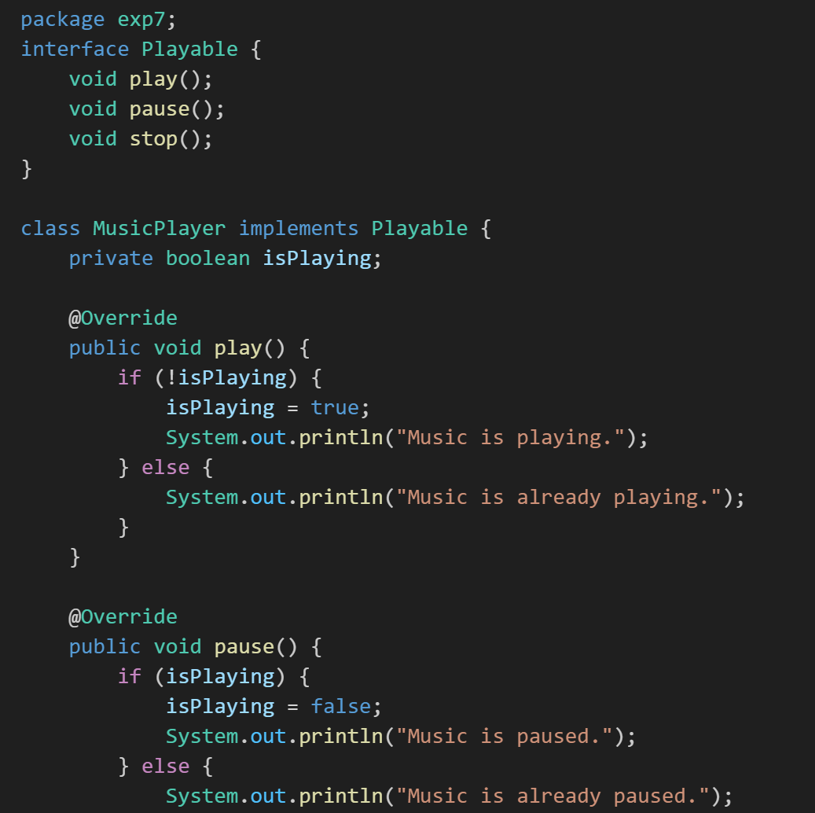 package exp7;
interface Playable {
    void play();
    void pause();
    void stop();
}

class MusicPlayer implements Playable {
    private boolean isPlaying;

    @Override
    public void play() {
        if (!isPlaying) {
            isPlaying = true;
            System.out.println("Music is playing.");
        } else {
            System.out.println("Music is already playing.");
        }
    }

    @Override
    public void pause() {
        if (isPlaying) {
            isPlaying = false;
            System.out.println("Music is paused.");
        } else {
            System.out.println("Music is already paused.");